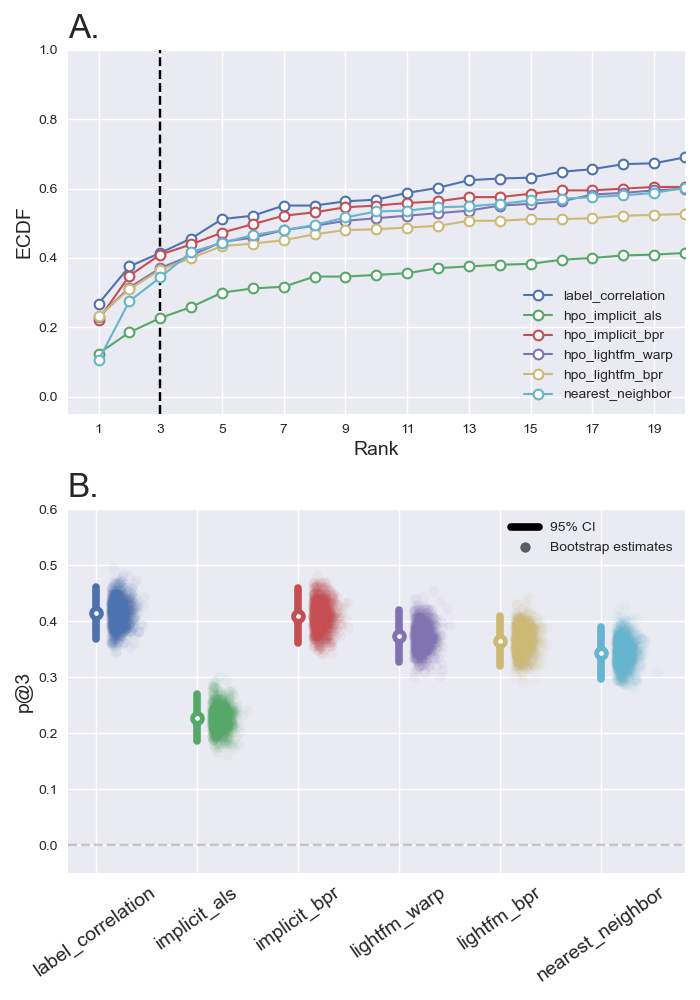 A.
ECDF
1.0
0.8
0.6
0.4
0.2
0.0
label_correlation
hpo_implicit_als
hpo_implicit_bpr
hpo_lightfm_warp
hpo_lightfm_bpr
nearest_neighbor
1 3 5 7 9 11 13 15 17 19
Rank
B.
p@3
0.6
0.5
0.4
0.3
0.2
0.1
0.0
95% CI
Bootstrap estimates
label_correlation
implicit_als
implicit_bpr
lightfm_warp
lightfm_bpr
nearest_neighbor